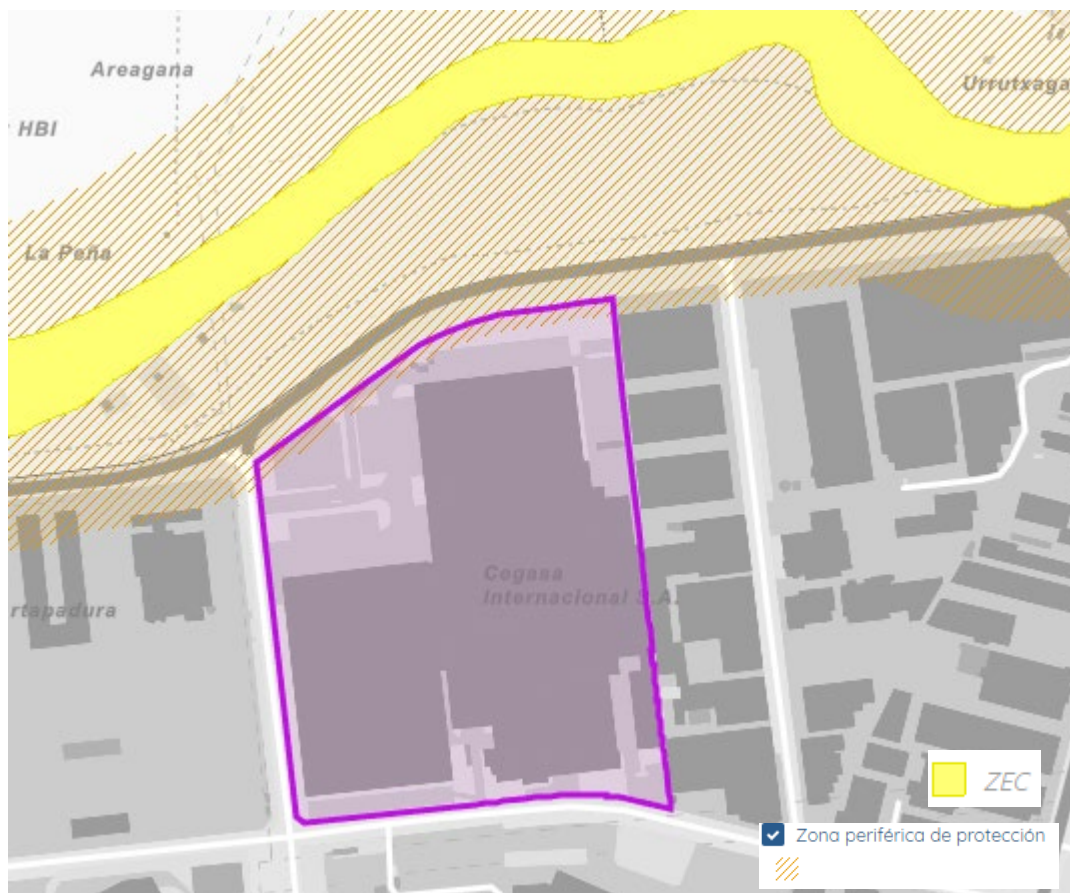 Areagana
Urrutxaga
HBI
La Peña
Cegasa
Internacional S.A.
rtapadura
ZEC
Zona periférica de protección